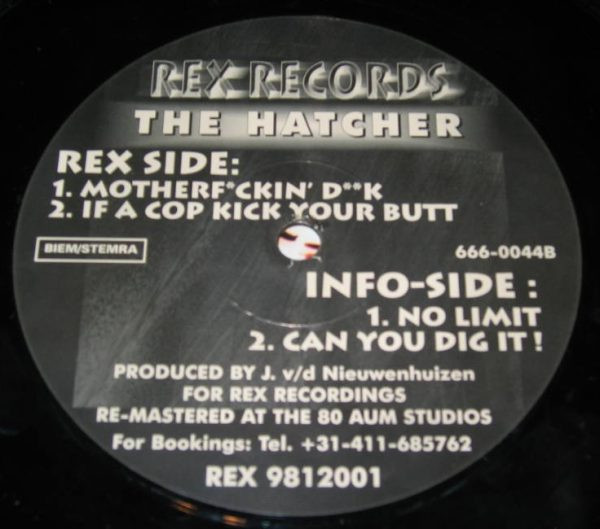 REX RECORDS
THE HATCHER
REX SIDE:
1. MOTHERF*CKIN' D**K
2. IF A COP KICK YOUR BUTT
BIEM/STEMRA
666-0044B
INFO-SIDE :
1. NO LIMIT
2. CAN YOU DIG IT !
PRODUCED BY J. v/d Nieuwenhuizen
FOR REX RECORDINGS
RE-MASTERED AT THE 80 AUM STUDIOS
For Bookings: Tel. +31-411-685762
REX 9812001